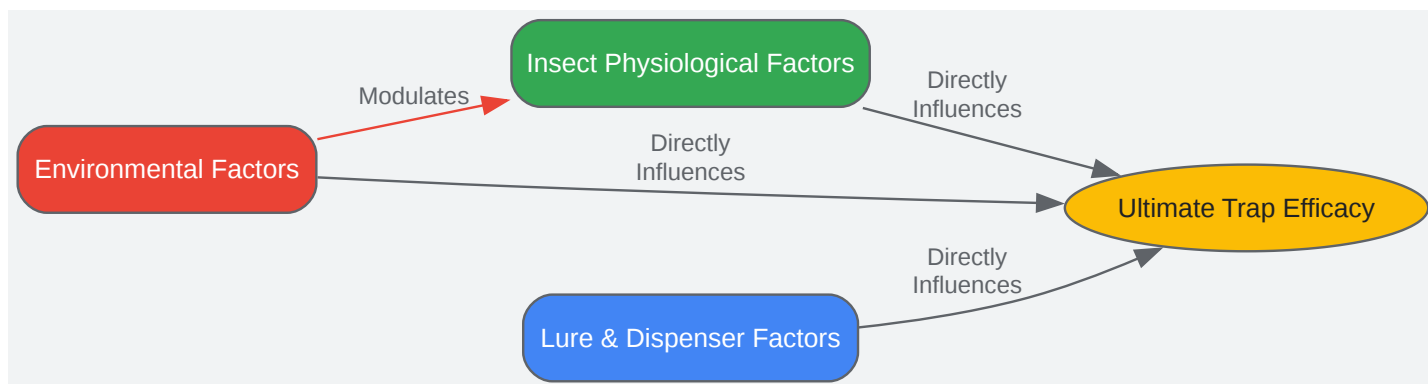 Insect Physiological Factors
Directly
Influences
Modulates
Directly
Influences
Environmental Factors
Ultimate Trap Efficacy
Directly
Influences
Lure & Dispenser Factors